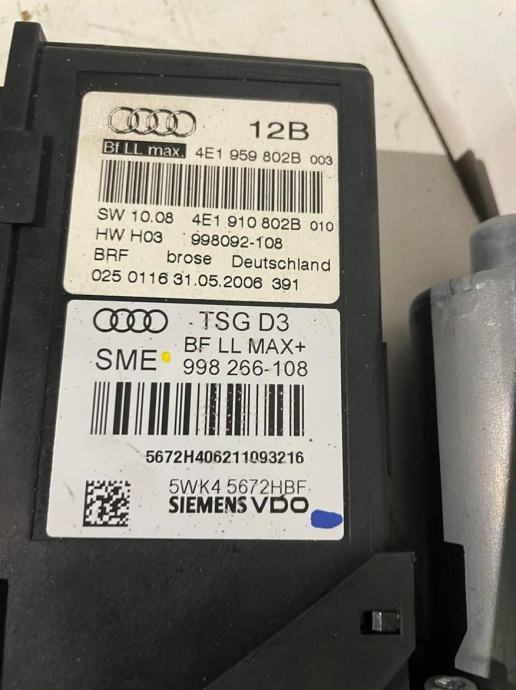 12B
Bf LL max. 4E1 959 802B 003
SW 10.08 4E1 910 802B 010
HW H03 998092-108
BRF brose Deutschland
025 0116 31.05.2006 391
TSG D3
BF LL MAX+
SME 998 266-108
5672H406211093216
5WK4 5672HBF
SIEMENS VDO